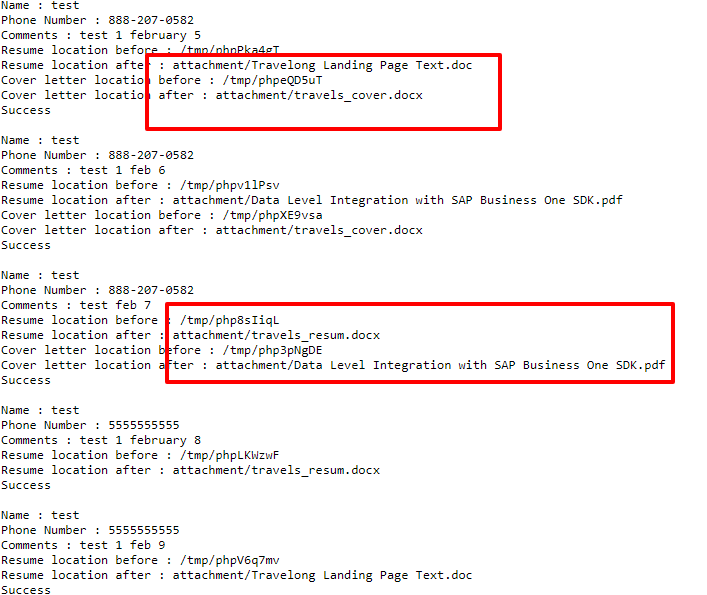 Name : test
Phone Number : 888-207-0582
Comments : test 1 february 5
Resume location before : /tmp/phpPka4gT
Resume location after : attachment/Travelong Landing Page Text.doc
Cover letter location before : /tmp/phpeQD5uT
Cover letter location after : attachment/travels_cover.docx
Success
Name : test
Phone Number : 888-207-0582
Comments : test 1 feb 6
Resume location before : /tmp/phpv1lPsv
Resume location after : attachment/Data Level Integration with SAP Business One SDK.pdf
Cover letter location before : /tmp/phpXE9vsa
Cover letter location after : attachment/travels_cover.docx
Success
Name : test
Phone Number : 888-207-0582
Comments : test feb 7
Resume location before : /tmp/php8sIiqL
Resume location after : attachment/travels_resum.docx
Cover letter location before : /tmp/php3pNgDE
Cover letter location after : attachment/Data Level Integration with SAP Business One SDK.pdf
Success
Name : test
Phone Number : 5555555555
Comments : test 1 february 8
Resume location before : /tmp/phpLKWzwF
Resume location after : attachment/travels_resum.docx
Success
Name : test
Phone Number : 5555555555
Comments : test 1 feb 9
Resume location before : /tmp/phpV6q7mv
Resume location after : attachment/Travelong Landing Page Text.doc
Success